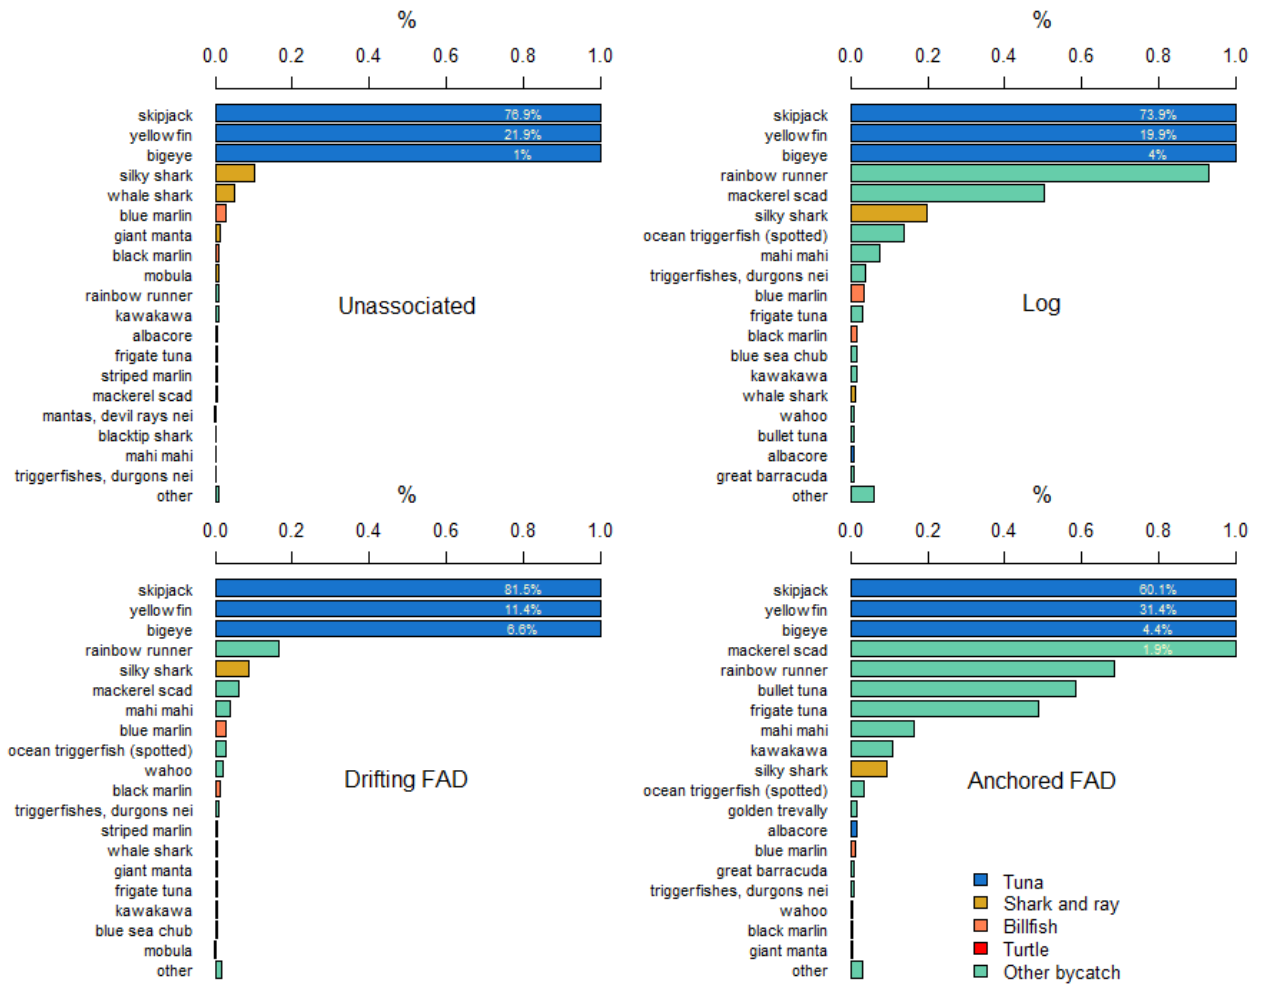 %
0.0 0.2 0.4 0.6 0.8 1.0
skipjack 76.9%
yellowfin 21.9%
bigeye 1%
silky shark
whale shark
blue marlin
giant manta
black marlin
mobula
rainbow runner
kawakawa
albacore
frigate tuna
striped marlin
mackerel scad
mantas, devil rays nei
blacktip shark
mahi mahi
triggerfishes, durgons nei
other
Unassociated
%
0.0 0.2 0.4 0.6 0.8 1.0
skipjack 73.9%
yellowfin 19.9%
bigeye 4%
rainbow runner
mackerel scad
silky shark
ocean triggerfish (spotted)
mahi mahi
triggerfishes, durgons nei
blue marlin
frigate tuna
black marlin
blue sea chub
kawakawa
whale shark
wahoo
bullet tuna
albacore
great barracuda
other
Log
%
0.0 0.2 0.4 0.6 0.8 1.0
skipjack 81.5%
yellowfin 11.4%
bigeye 6.6%
rainbow runner
silky shark
mackerel scad
mahi mahi
blue marlin
ocean triggerfish (spotted)
wahoo
black marlin
triggerfishes, durgons nei
striped marlin
whale shark
giant manta
frigate tuna
kawakawa
blue sea chub
mobula
other
Drifting FAD
%
0.0 0.2 0.4 0.6 0.8 1.0
skipjack 60.1%
yellowfin 31.4%
bigeye 4.4%
mackerel scad 1.9%
rainbow runner
bullet tuna
frigate tuna
mahi mahi
kawakawa
silky shark
ocean triggerfish (spotted)
golden trevally
albacore
blue marlin
great barracuda
triggerfishes, durgons nei
wahoo
black marlin
giant manta
other
Anchored FAD
Tuna
Shark and ray
Billfish
Turtle
Other bycatch